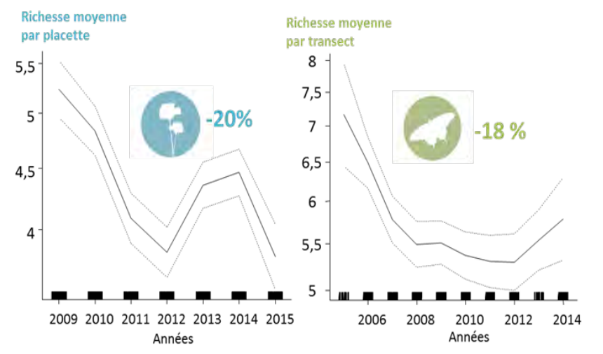 Richesse moyenne
par placette
5,5
5
4,5
4
-20%
2009 2010 2011 2012 2013 2014 2015
Années
Richesse moyenne
par transect
8
7,5
7
6,5
6
5,5
5
-18 %
2006 2008 2010 2012 2014
Années